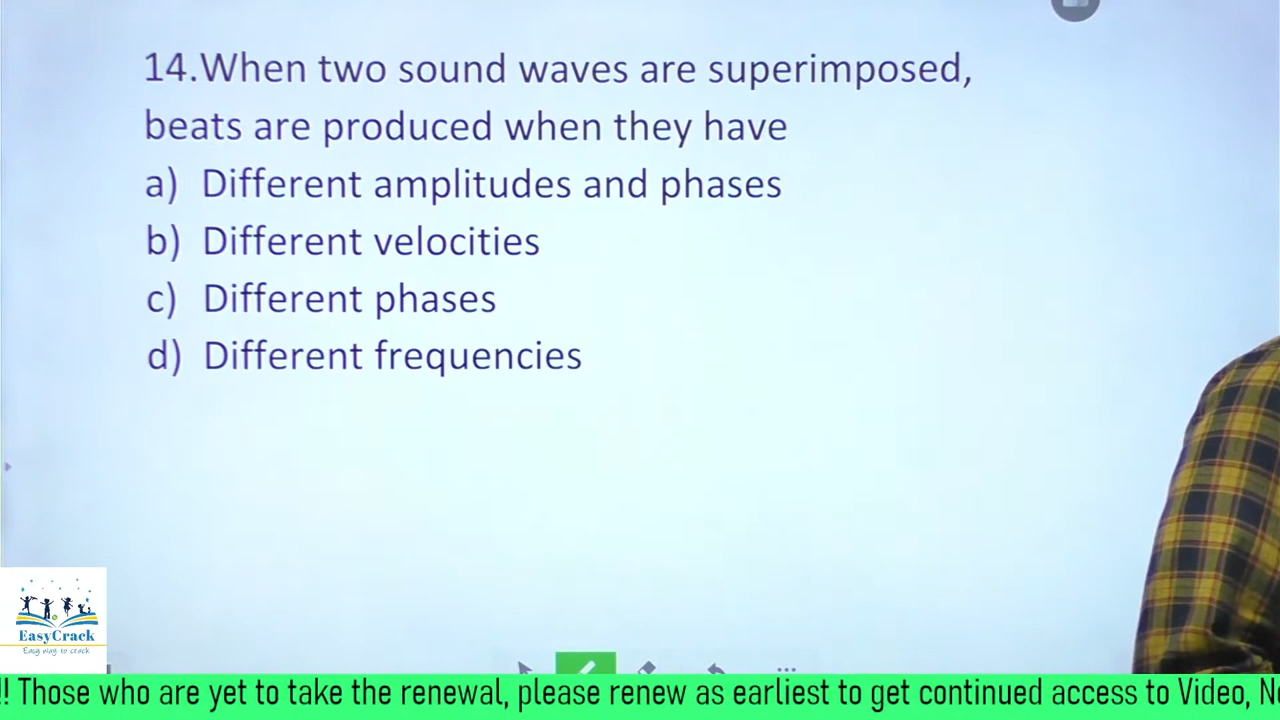 14.When two sound waves are superimposed,
beats are produced when they have
a) Different amplitudes and phases
b) Different velocities
c) Different phases
d) Different frequencies
EasyCrack
Easy way to crack
!! Those who are yet to take the renewal, please renew as earliest to get continued access to Video, N